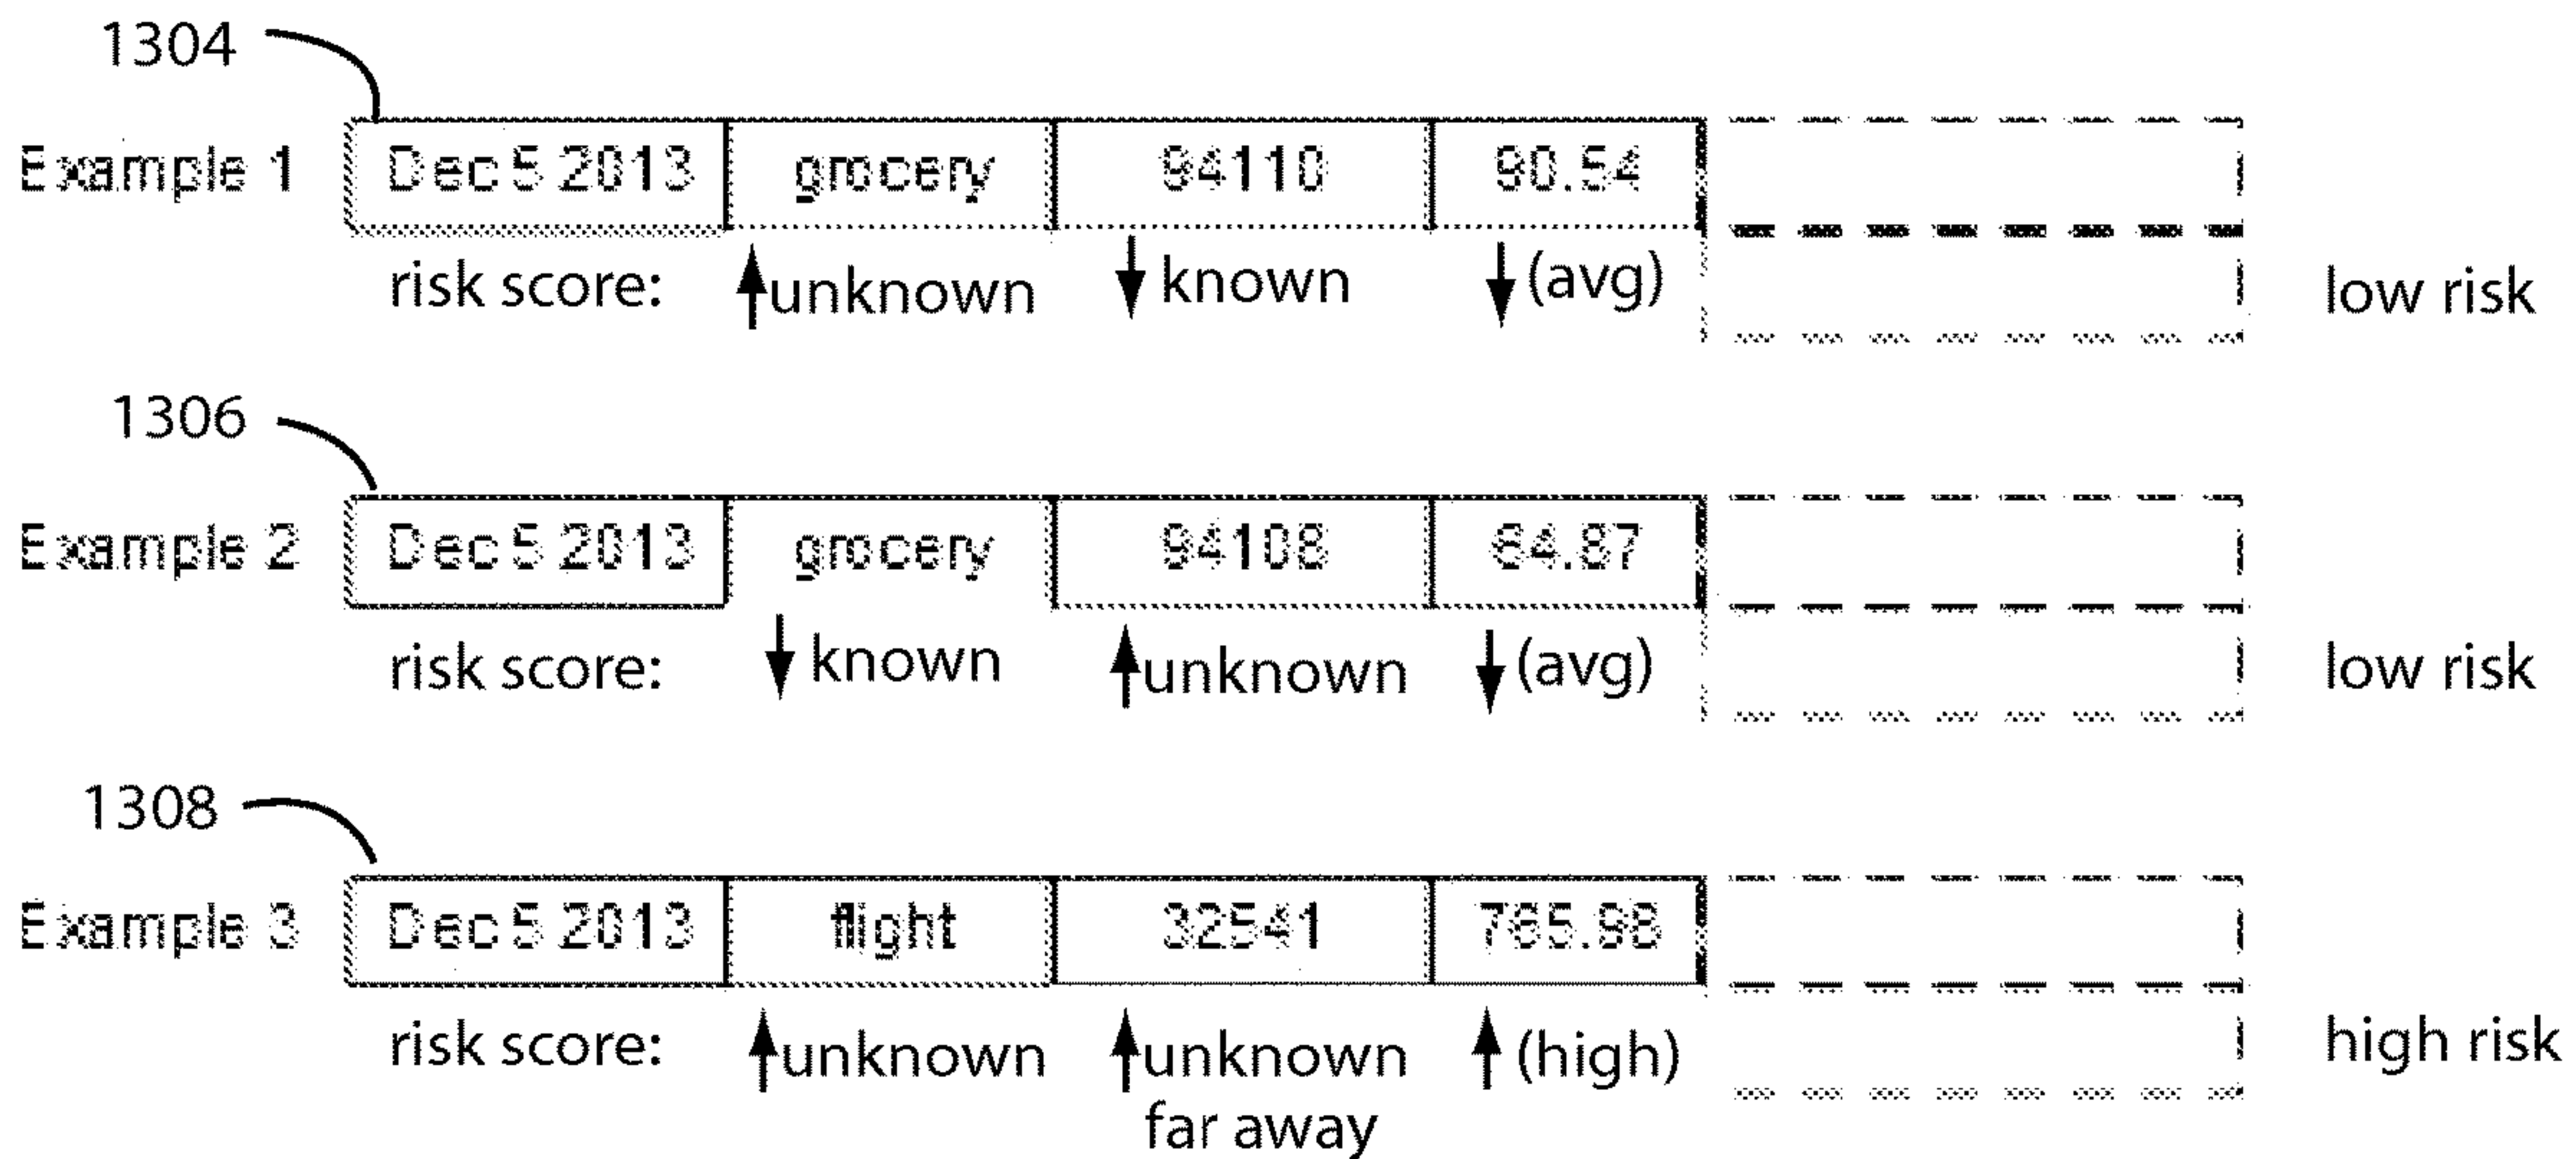 1304
Example 1 Dec 5 2013 grocery 94110 90.54
risk score: ↑unknown ↓ known ↓ (avg) low risk
1306
Example 2 Dec 5 2013 grocery 94108 64.87
risk score: ↓ known ↑unknown ↓ (avg) low risk
1308
Example 3 Dec 5 2013 flight 32541 765.98
risk score: ↑unknown ↑unknown ↑ (high) high risk
far away